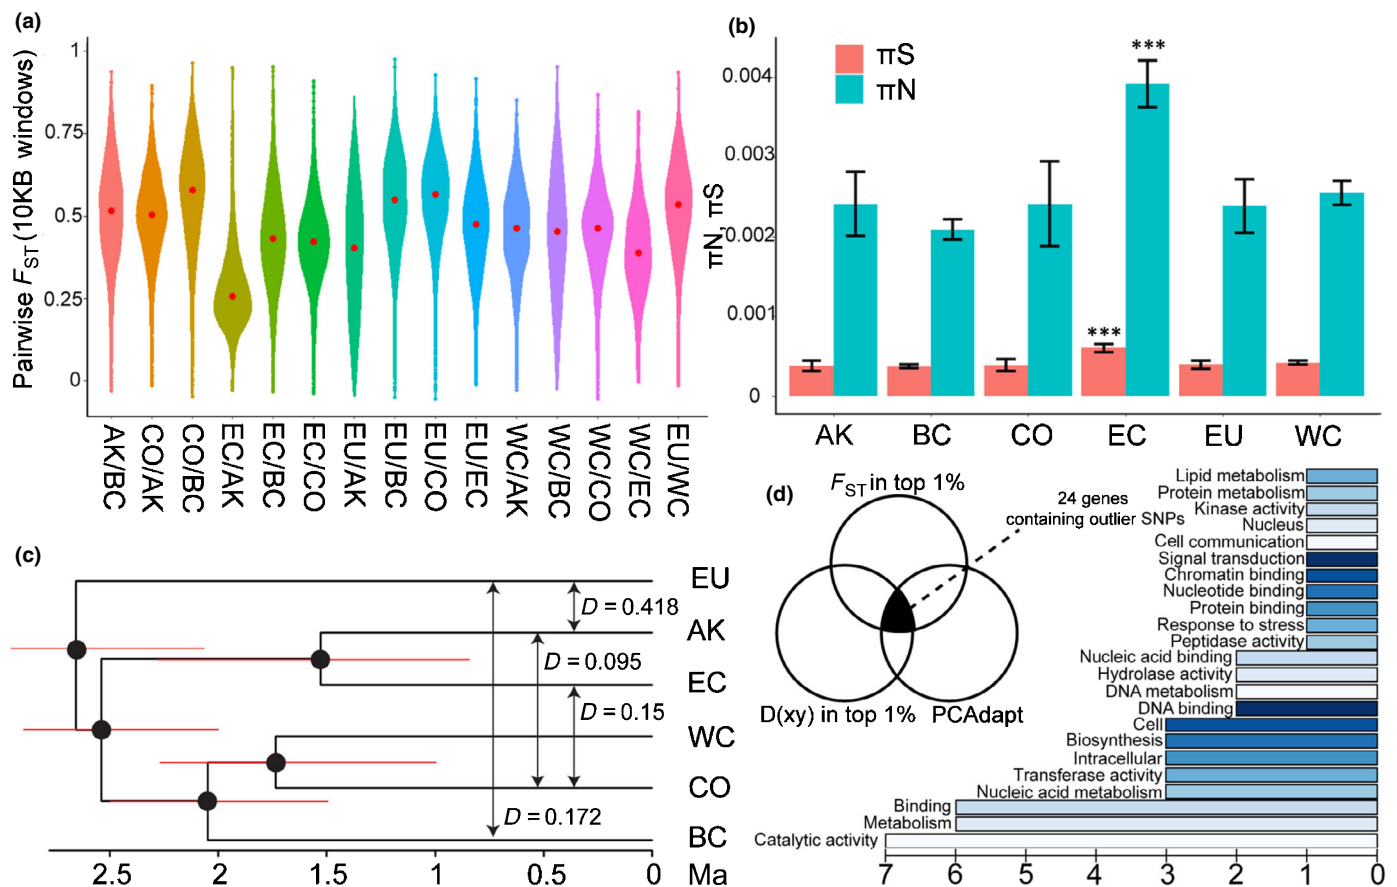 (a)
Pairwise FST (10KB windows)
1
0.75
0.5
0.25
0
AK/BC
CO/AK
CO/BC
EC/AK
EC/BC
EC/CO
EU/AK
EU/BC
EU/CO
EU/EC
WC/AK
WC/BC
WC/CO
WC/EC
EU/WC
(b)
πS
πN
πN, πS
0.004
0.003
0.002
0.001
0
***
***
AK
BC
CO
EC
EU
WC
(c)
EU
AK
EC
WC
CO
BC
D = 0.418
D = 0.095
D = 0.15
D = 0.172
2.5
2
1.5
1
0.5
0
Ma
(d)
FST in top 1%
24 genes
containing outlier SNPs
D(xy) in top 1%
PCAdapt
Lipid metabolism
Protein metabolism
Kinase activity
Nucleus
Cell communication
Signal transduction
Chromatin binding
Nucleotide binding
Protein binding
Response to stress
Peptidase activity
Nucleic acid binding
Hydrolase activity
DNA metabolism
DNA binding
Cell
Biosynthesis
Intracellular
Transferase activity
Nucleic acid metabolism
Binding
Metabolism
Catalytic activity
7
6
5
4
3
2
1
0